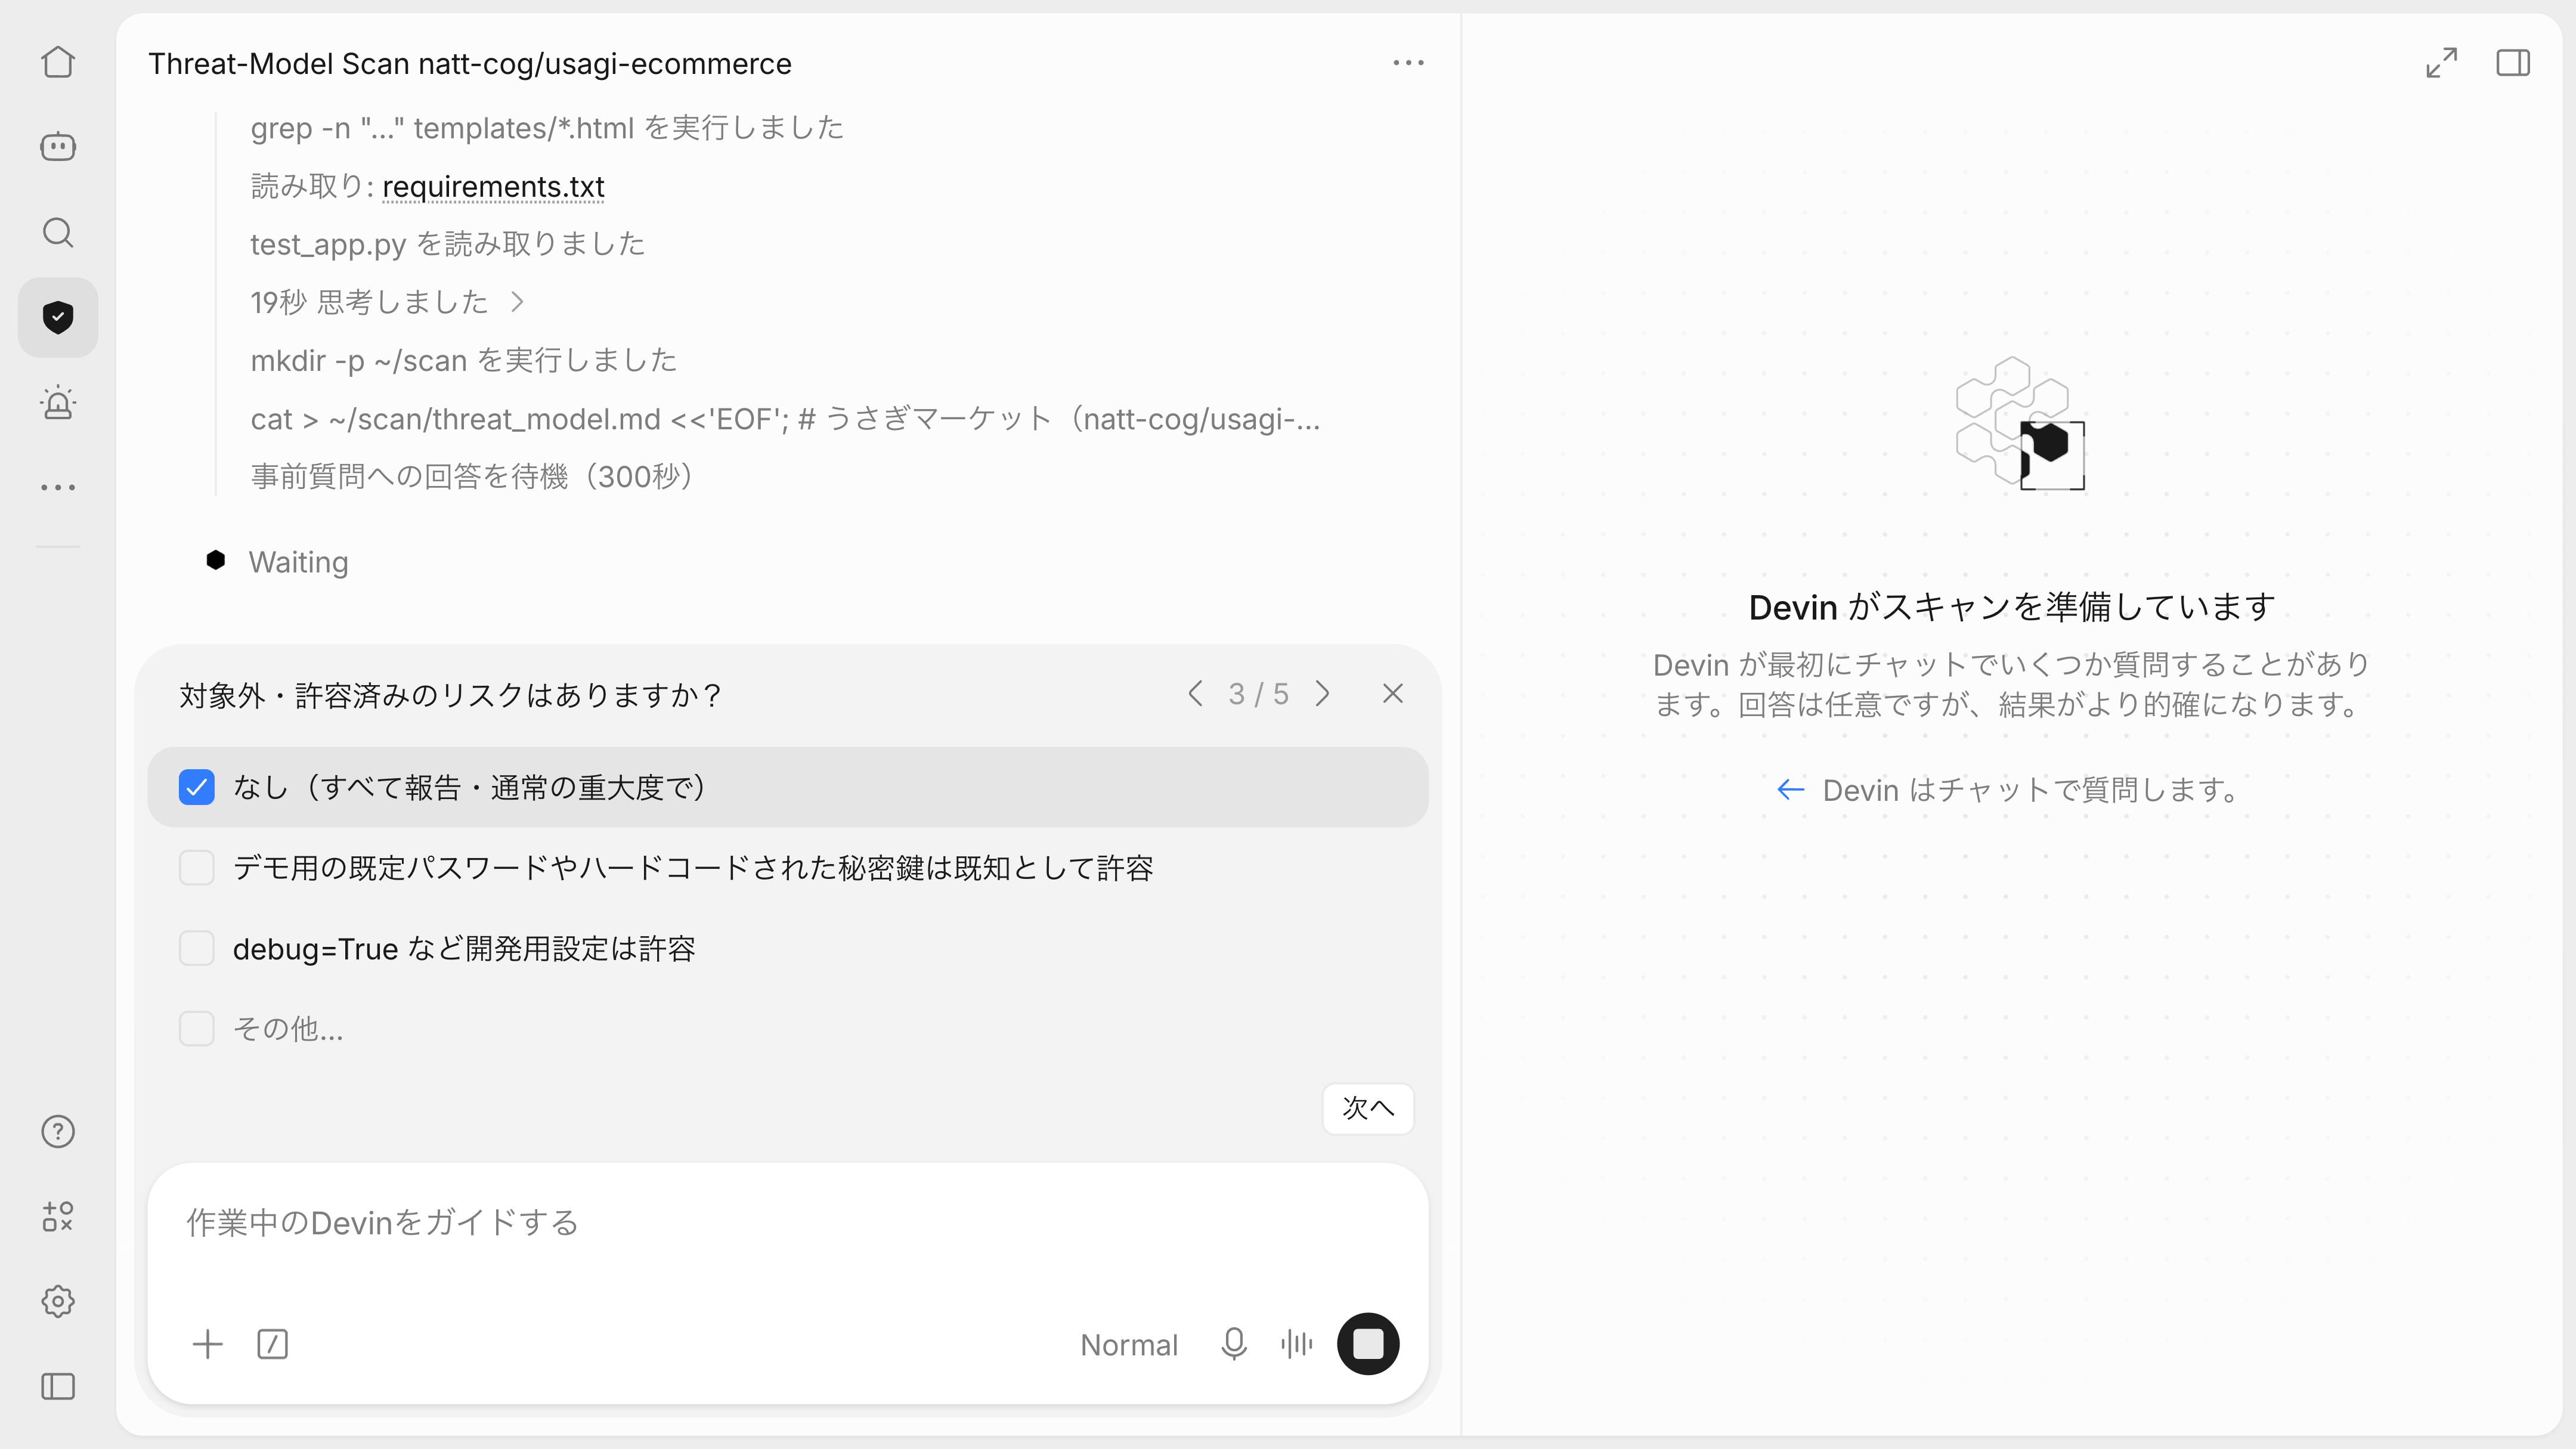 Threat-Model Scan natt-cog/usagi-ecommerce
grep -n "..." templates/*.html を実行しました
読み取り: requirements.txt
test_app.py を読み取りました
19秒 思考しました
mkdir -p ~/scan を実行しました
cat > ~/scan/threat_model.md <<'EOF'; # うさぎマーケット（natt-cog/usagi-...
事前質問への回答を待機（300秒）
Waiting
対象外・許容済みのリスクはありますか？
3 / 5
なし（すべて報告・通常の重大度で）
デモ用の既定パスワードやハードコードされた秘密鍵は既知として許容
debug=True など開発用設定は許容
その他...
次へ
作業中のDevinをガイドする
Normal
Devin がスキャンを準備しています
Devin が最初にチャットでいくつか質問することがあり
ます。回答は任意ですが、結果がより的確になります。
Devin はチャットで質問します。